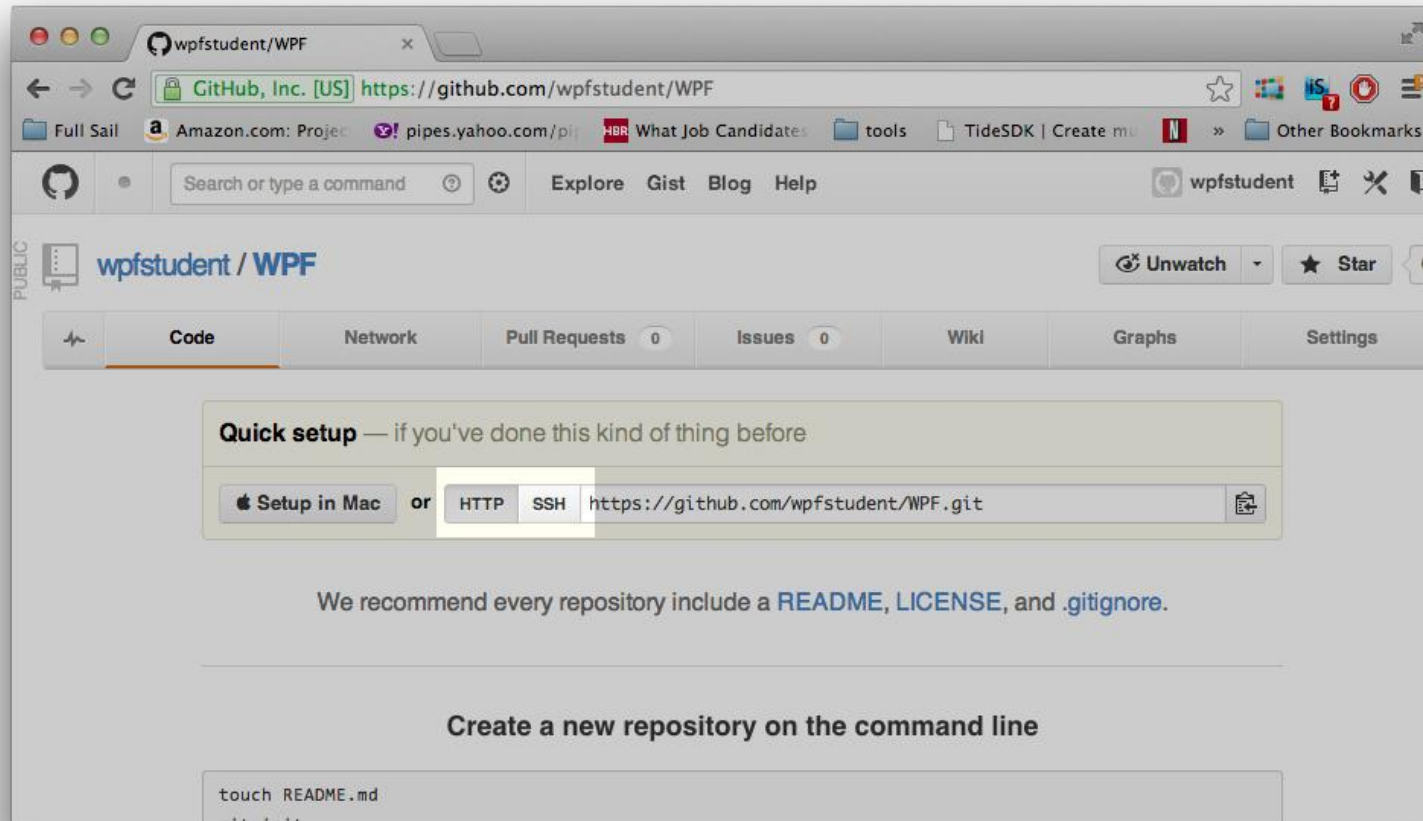 wpfstudent/WPF
GitHub, Inc. [US] https://github.com/wpfstudent/WPF
Full Sail Amazon.com: Projec pipes.yahoo.com/pi HBR What Job Candidates tools TideSDK | Create mu N » Other Bookmarks
Search or type a command Explore Gist Blog Help wpfstudent
PUBLIC
wpfstudent / WPF Unwatch Star
Code Network Pull Requests 0 Issues 0 Wiki Graphs Settings
Quick setup — if you've done this kind of thing before
Setup in Mac or HTTP SSH https://github.com/wpfstudent/WPF.git
We recommend every repository include a README, LICENSE, and .gitignore.
Create a new repository on the command line
touch README.md